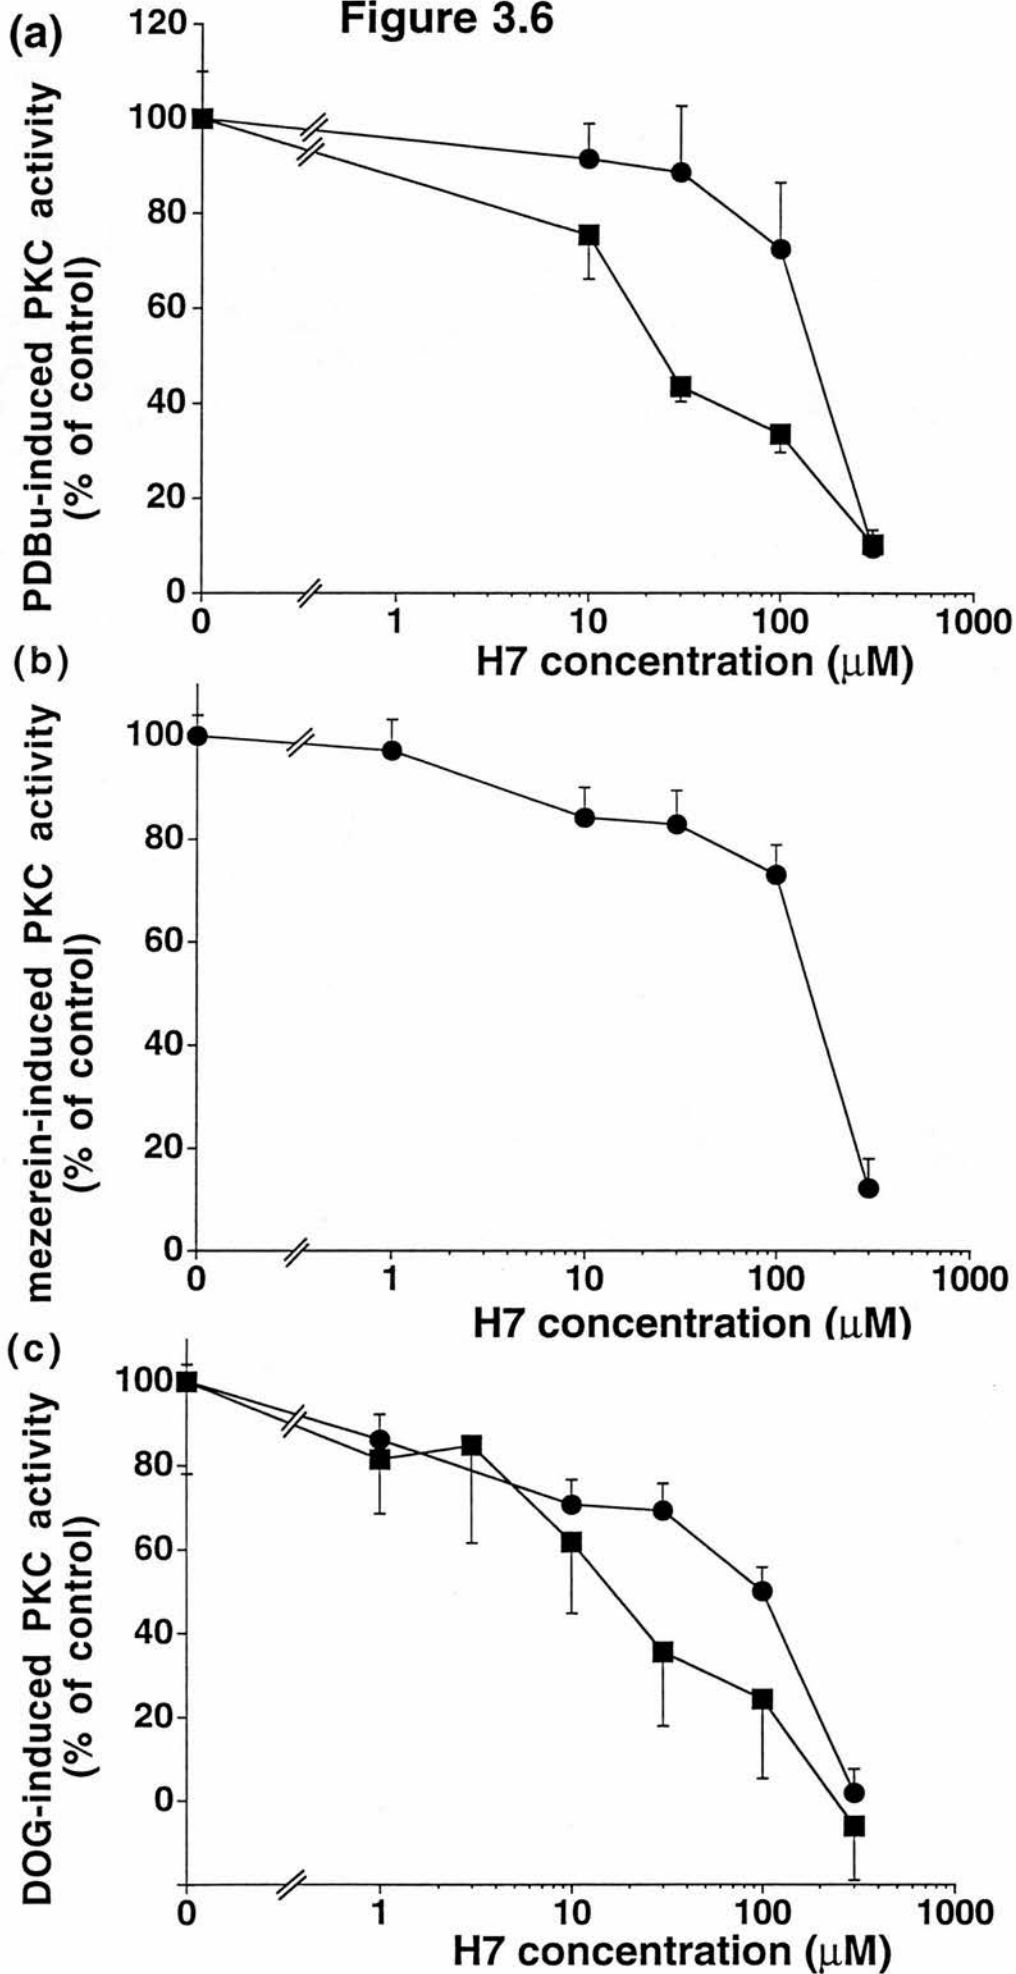 Figure 3.6
(a)
PDBu-induced PKC activity
(% of control)
120
100
80
60
40
20
0
0 1 10 100 1000
H7 concentration (μM)
(b)
mezerein-induced PKC activity
(% of control)
100
80
60
40
20
0
0 1 10 100 1000
H7 concentration (μM)
(c)
DOG-induced PKC activity
(% of control)
100
80
60
40
20
0
0 1 10 100 1000
H7 concentration (μM)